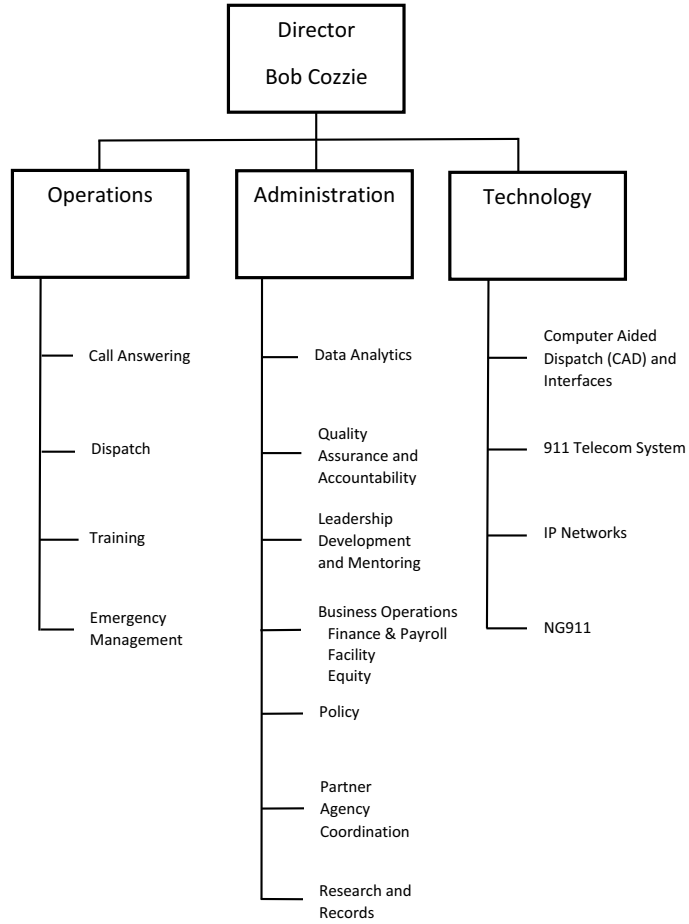 Director
Bob Cozzie
Operations
Call Answering
Dispatch
Training
Emergency
Management
Administration
Data Analytics
Quality
Assurance and
Accountability
Leadership
Development
and Mentoring
Business Operations
Finance & Payroll
Facility
Equity
Policy
Partner
Agency
Coordination
Research and
Records
Technology
Computer Aided
Dispatch (CAD) and
Interfaces
911 Telecom System
IP Networks
NG911